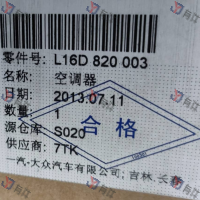 零件号: L16D 820 003
名称: 空调器
日期: 2013.07.11
数量: 1
源仓库: S020
供应商: 7TK
合格
一汽-大众汽车有限公司; 吉林.长春